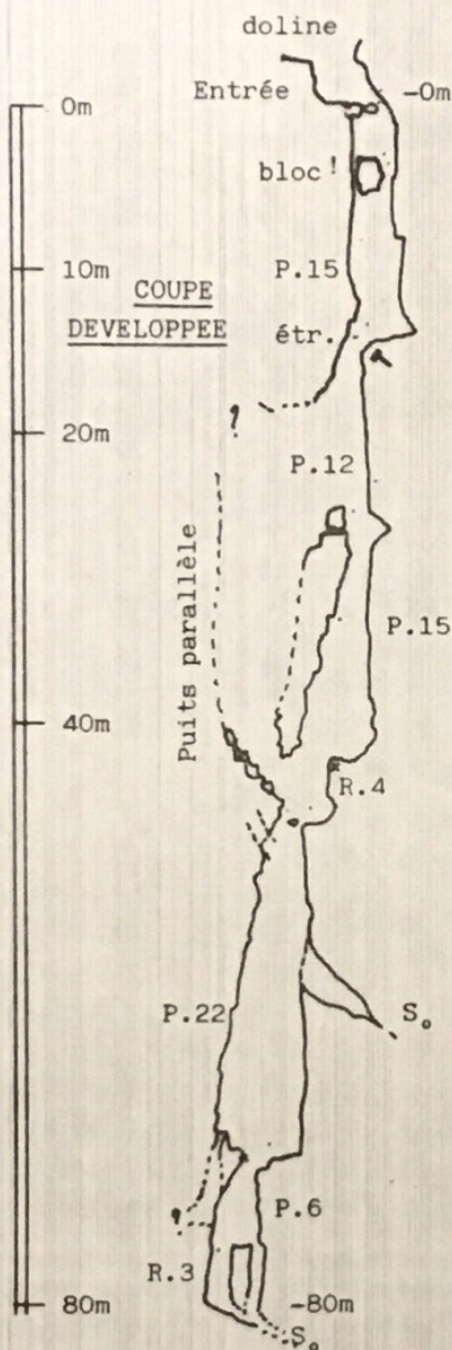 doline
Entrée
-0m
0m
bloc!
10m
P.15
COUPE
DEVELOPPEE
étr.
20m
?
P.12
Puits parallèle
P.15
40m
R.4
P.22
S.
P.6
?
R.3
80m
-80m
S.